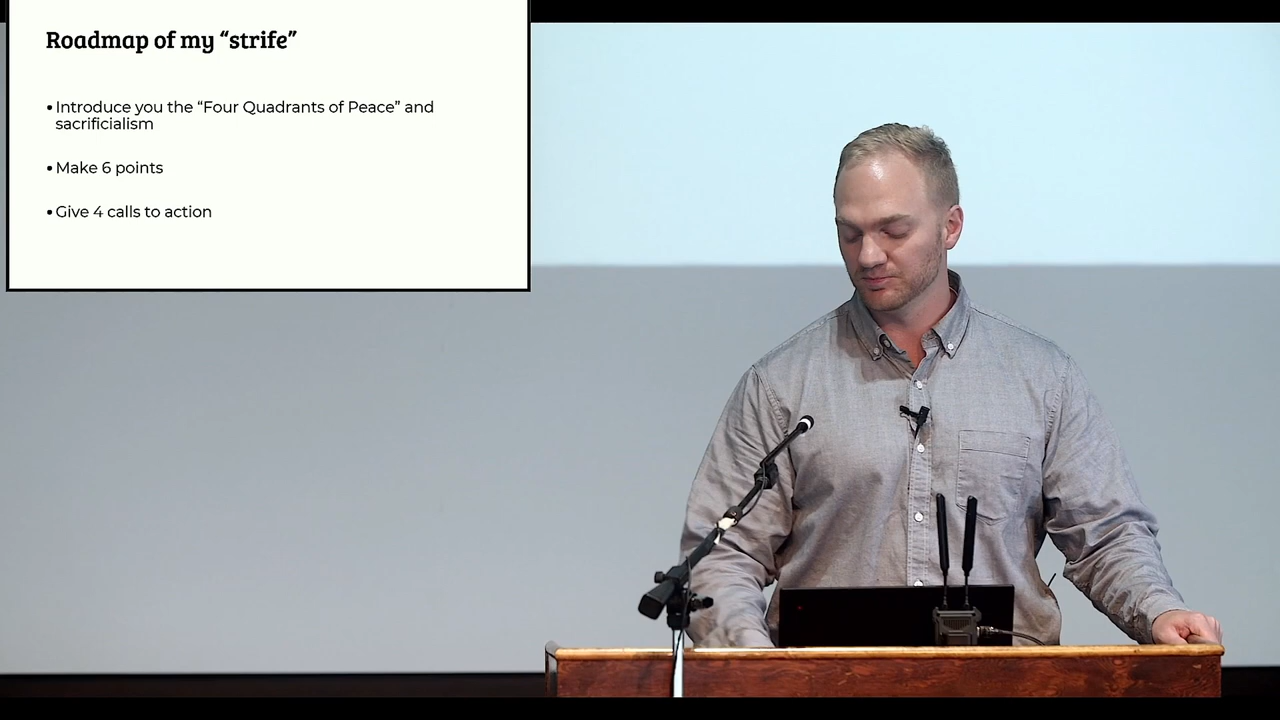 Roadmap of my “strife”
• Introduce you the “Four Quadrants of Peace” and
sacrificialism
• Make 6 points
• Give 4 calls to action